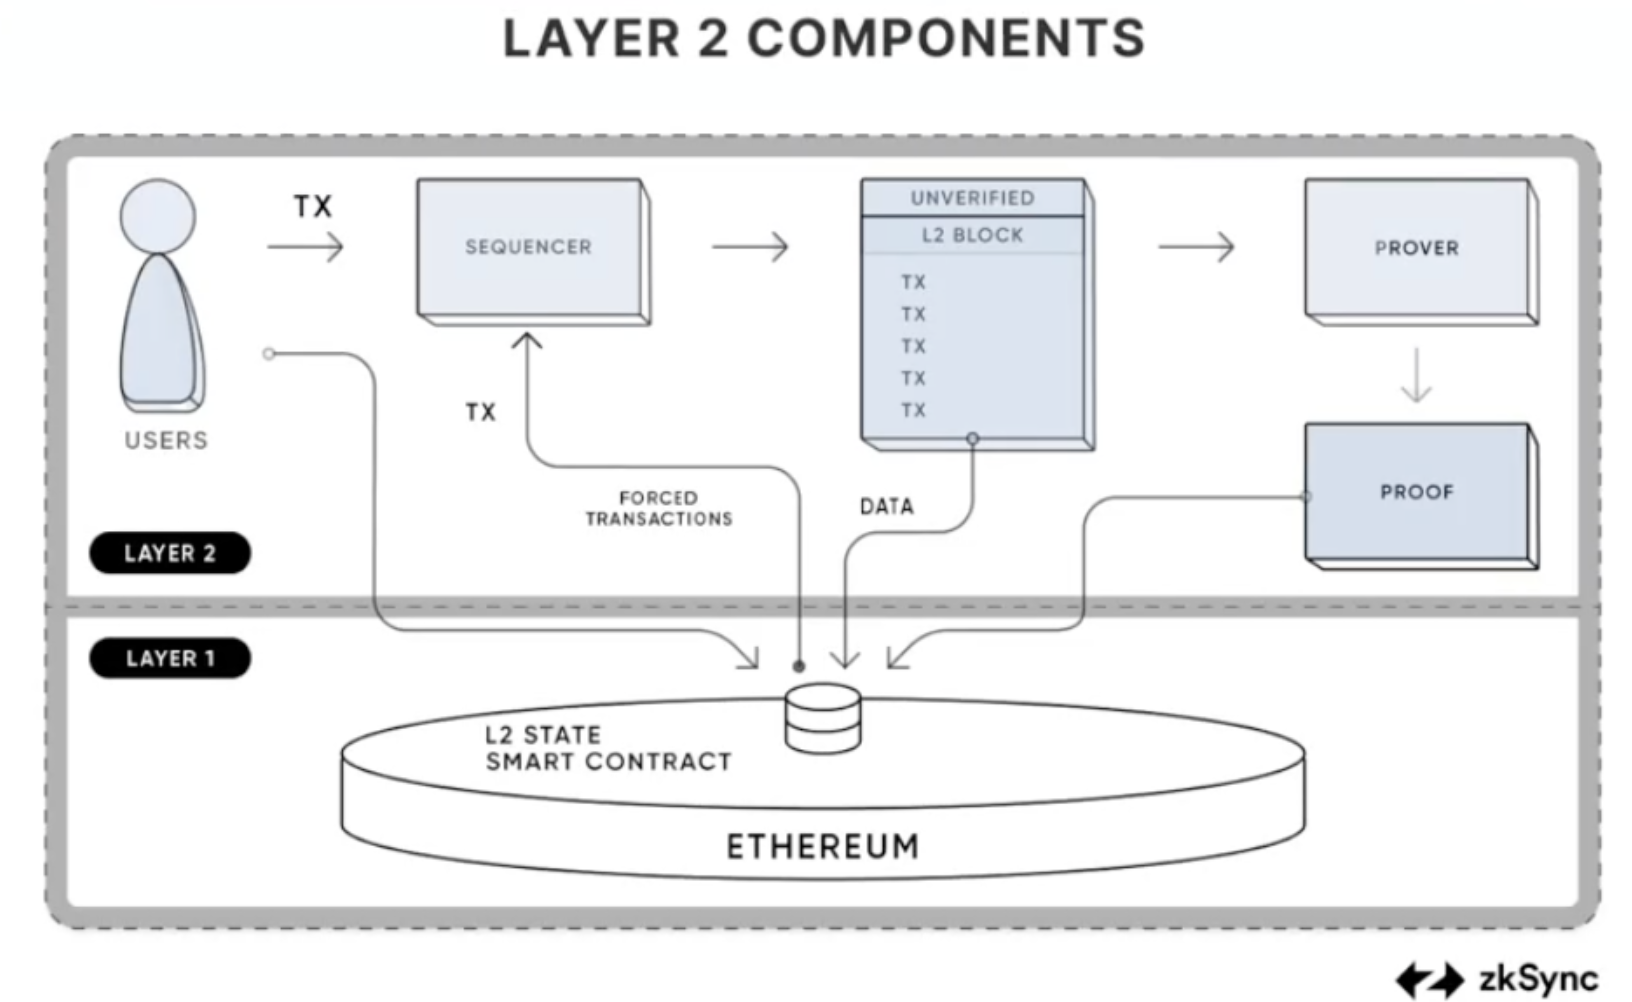 LAYER 2 COMPONENTS
TX
SEQUENCER
UNVERIFIED
L2 BLOCK
TX
TX
TX
TX
TX
PROVER
USERS
TX
FORCED
TRANSACTIONS
DATA
PROOF
LAYER 2
LAYER 1
L2 STATE
SMART CONTRACT
ETHEREUM
zkSync